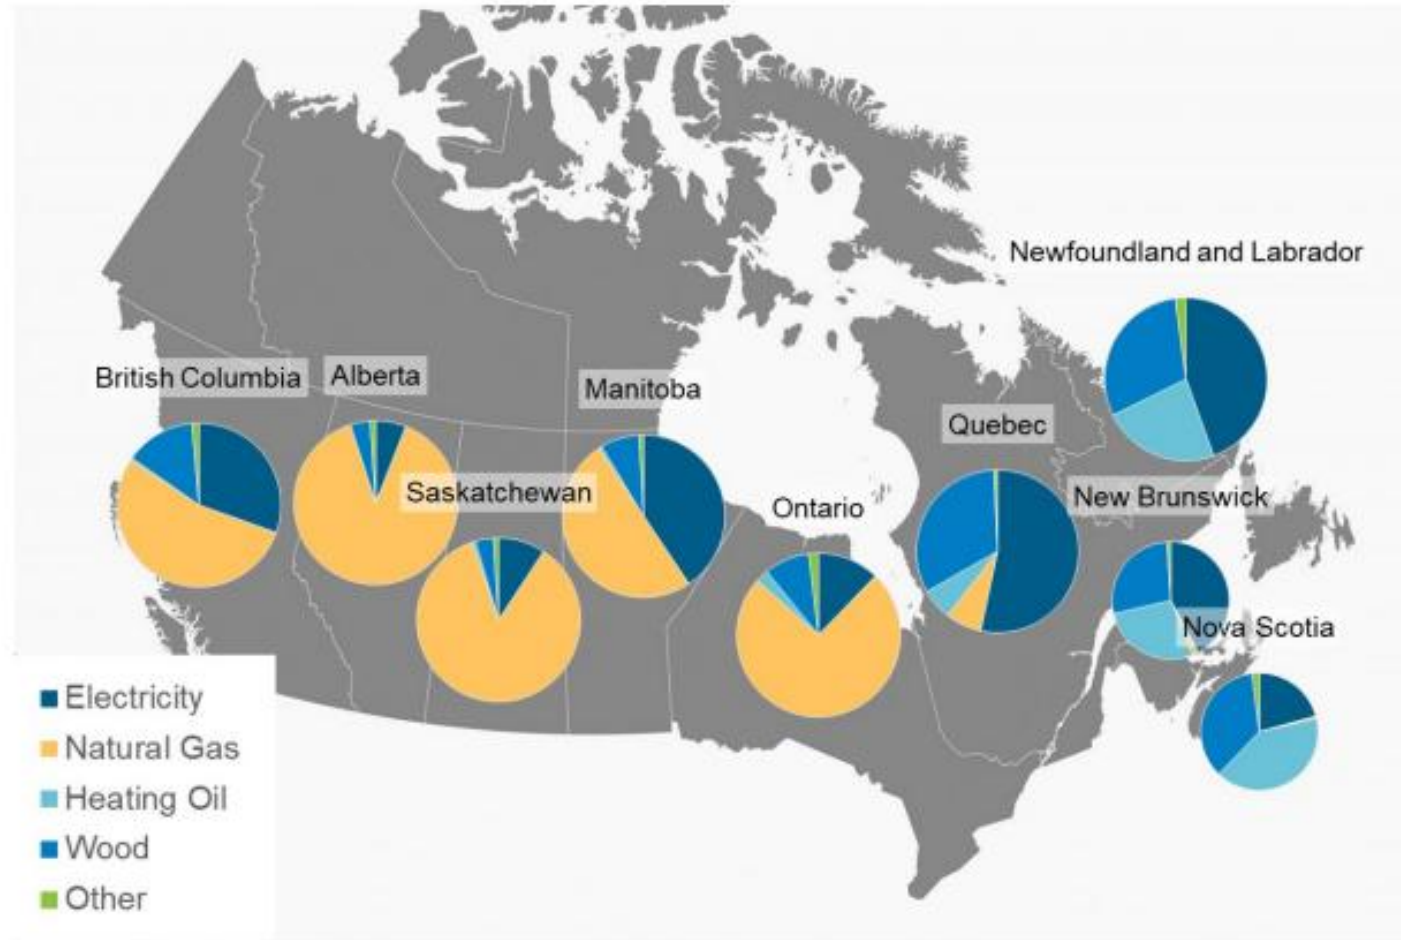 Newfoundland and Labrador
British Columbia
Alberta
Manitoba
Quebec
Saskatchewan
New Brunswick
Ontario
Nova Scotia
Electricity
Natural Gas
Heating Oil
Wood
Other